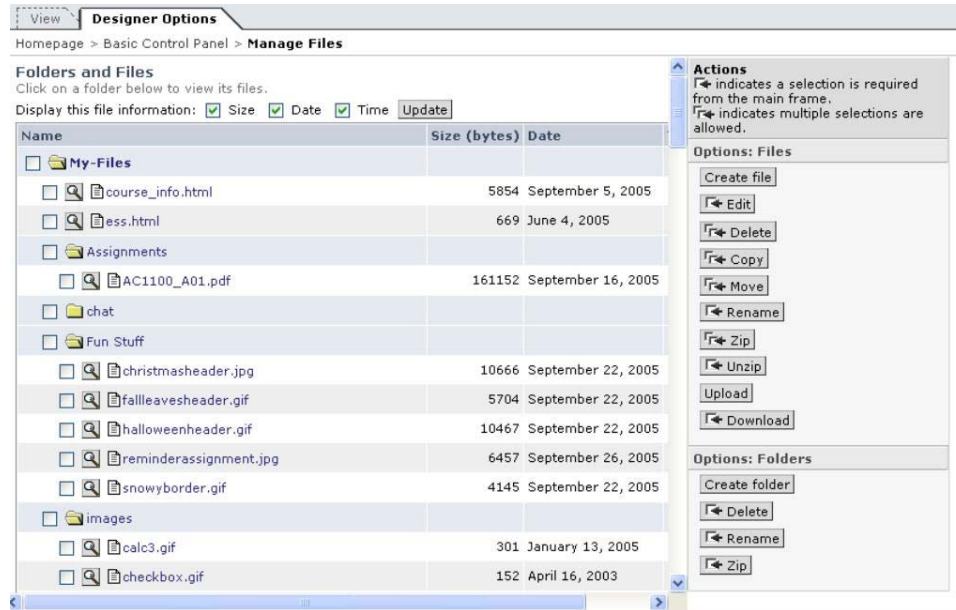 View Designer Options
Homepage > Basic Control Panel > Manage Files
Folders and Files
Click on a folder below to view its files.
Display this file information: Size Date Time Update
Name Size (bytes) Date
My-Files
course_info.html 5854 September 5, 2005
ess.html 669 June 4, 2005
Assignments
AC1100_A01.pdf 161152 September 16, 2005
chat
Fun Stuff
christmasheader.jpg 10666 September 22, 2005
fallleavesheader.gif 5704 September 22, 2005
halloweenheader.gif 10467 September 22, 2005
reminderassignment.jpg 6457 September 26, 2005
snowyborder.gif 4145 September 22, 2005
images
calc3.gif 301 January 13, 2005
checkbox.gif 152 April 16, 2003
Actions
indicates a selection is required
from the main frame.
indicates multiple selections are
allowed.
Options: Files
Create file
Edit
Delete
Copy
Move
Rename
Zip
Unzip
Upload
Download
Options: Folders
Create folder
Delete
Rename
Zip